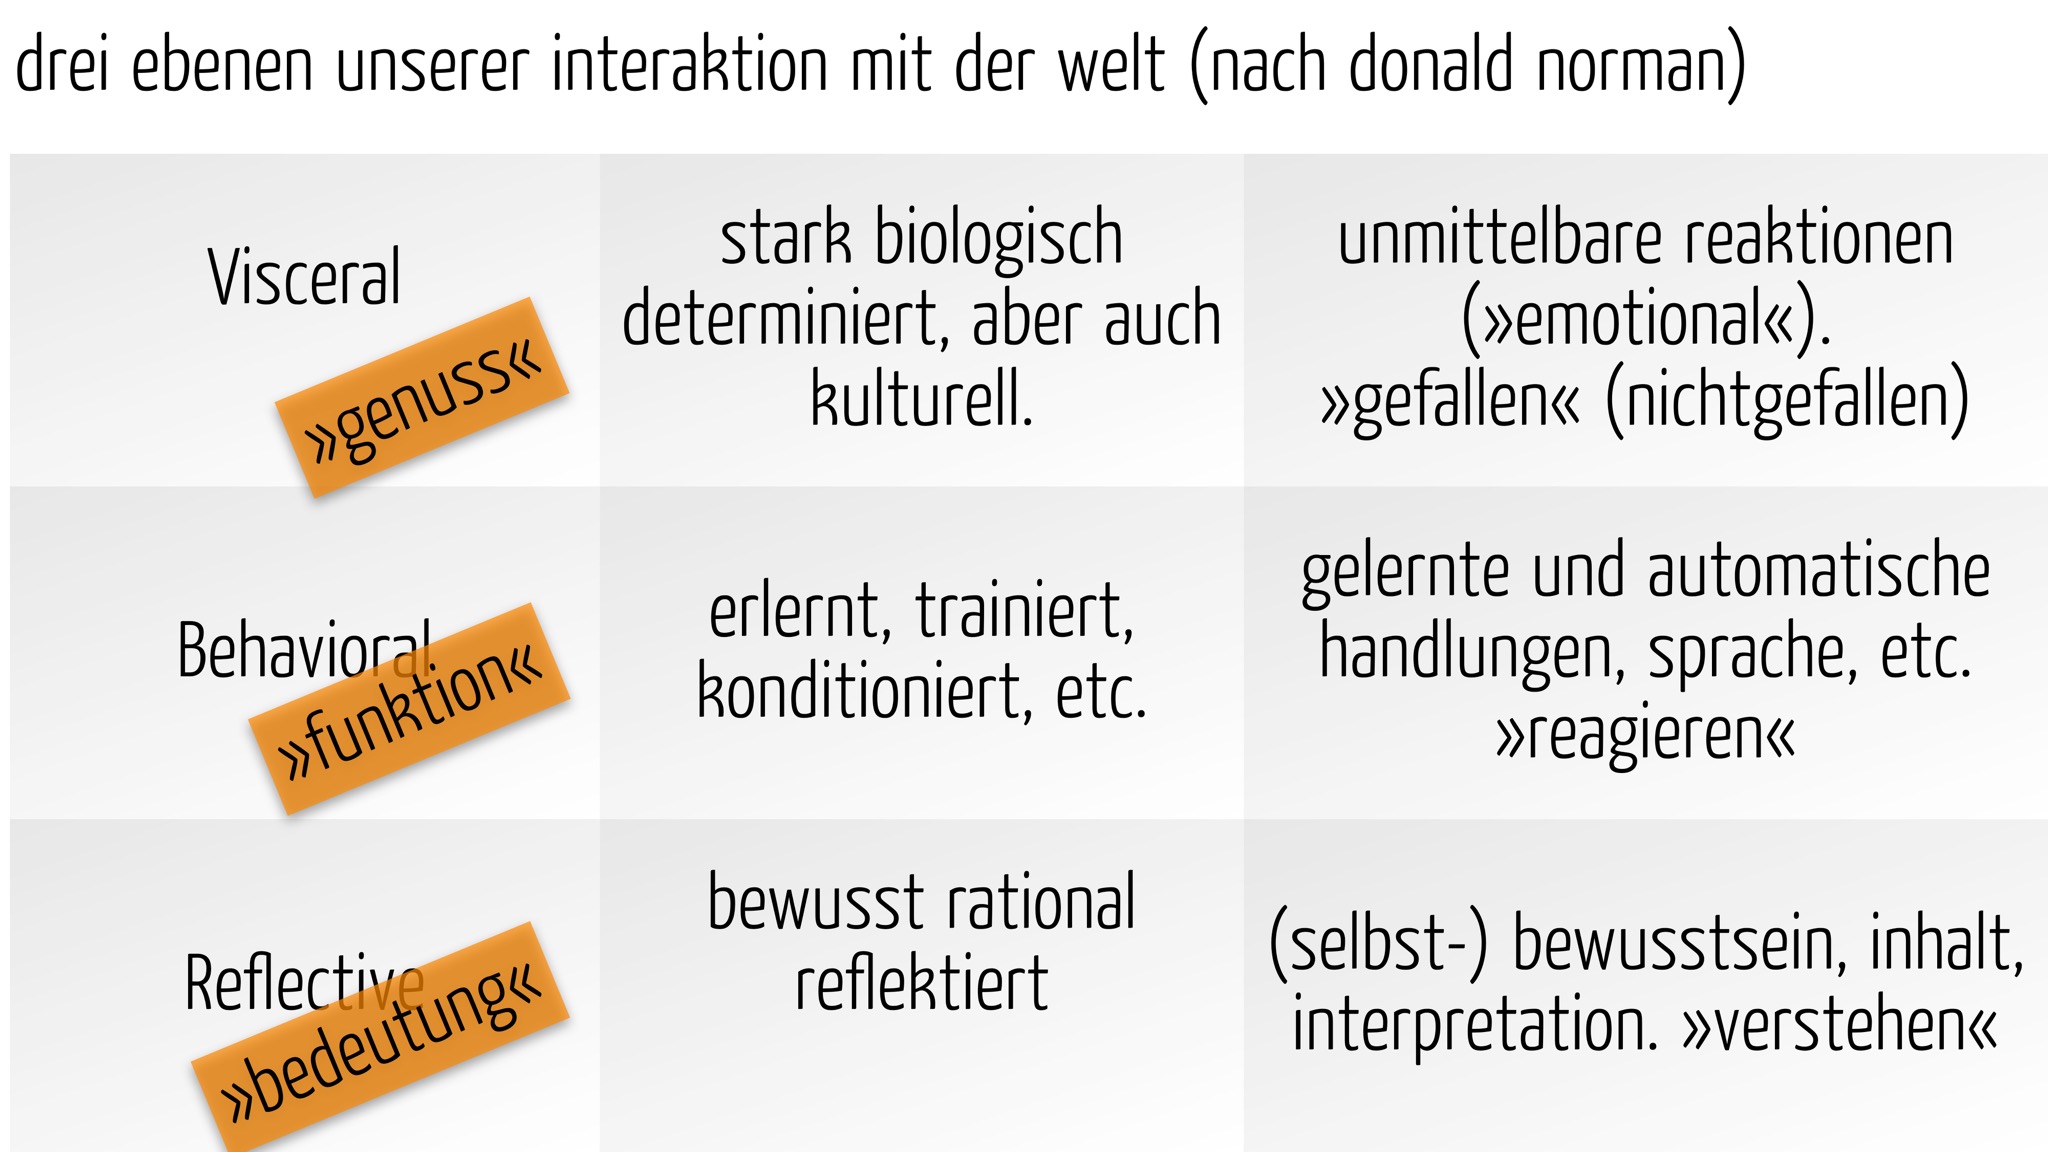 drei ebenen unserer interaktion mit der welt (nach donald norman)
Visceral
»genuss«
stark biologisch
determiniert, aber auch
kulturell.
unmittelbare reaktionen
(»emotional«).
»gefallen« (nichtgefallen)
Behavioral
»funktion«
erlernt, trainiert,
konditioniert, etc.
gelernte und automatische
handlungen, sprache, etc.
»reagieren«
Reflective
»bedeutung«
bewusst rational
reflektiert
(selbst-) bewusstsein, inhalt,
interpretation. »verstehen«